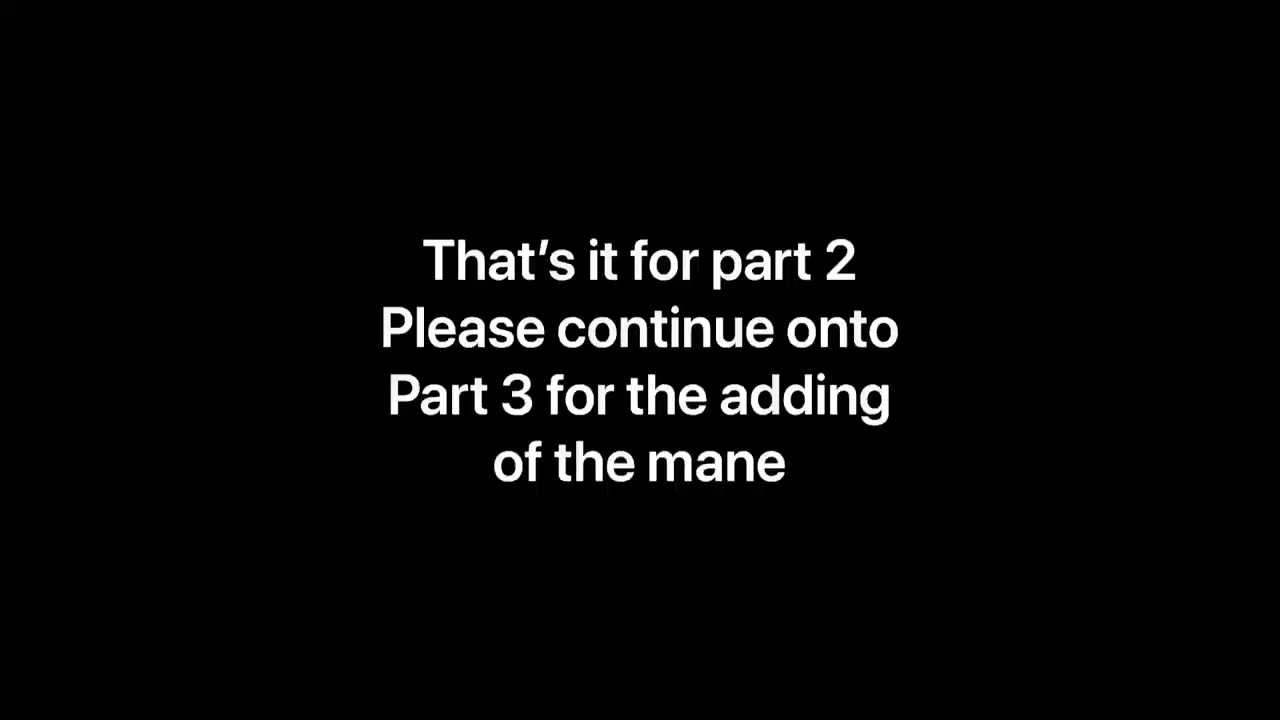 That’s it for part 2
Please continue onto
Part 3 for the adding
of the mane